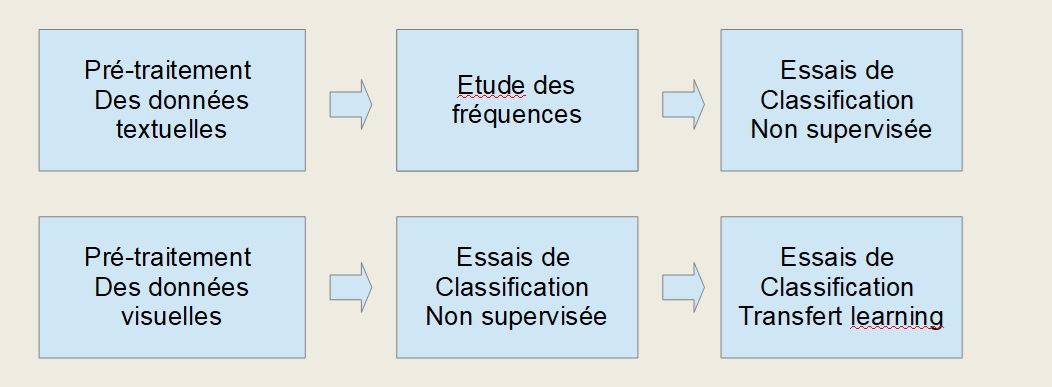 Pré-traitement
Des données
textuelles
Etude des
fréquences
Essais de
Classification
Non supervisée
Pré-traitement
Des données
visuelles
Essais de
Classification
Non supervisée
Essais de
Classification
Transfert learning